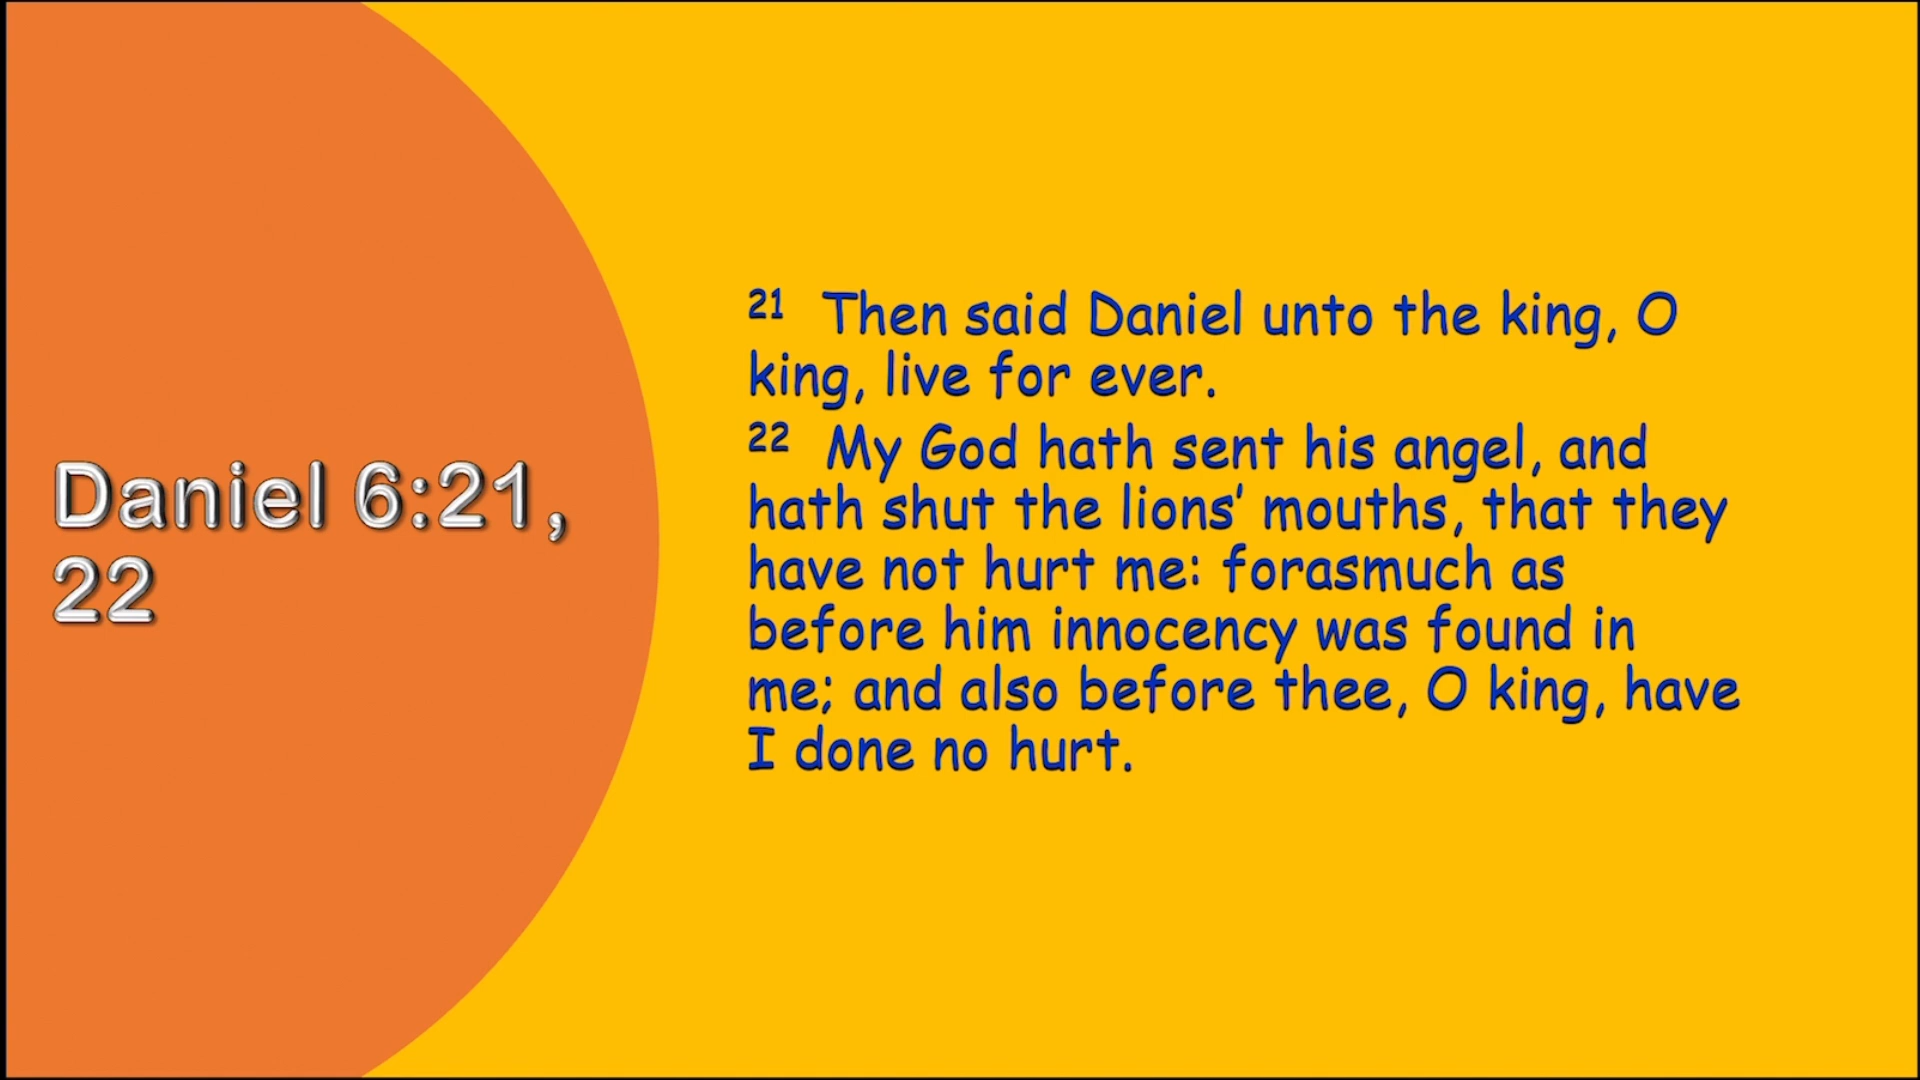 Daniel 6:21,
22
21 Then said Daniel unto the king, O
king, live for ever.
22 My God hath sent his angel, and
hath shut the lions’ mouths, that they
have not hurt me: forasmuch as
before him innocency was found in
me; and also before thee, O king, have
I done no hurt.